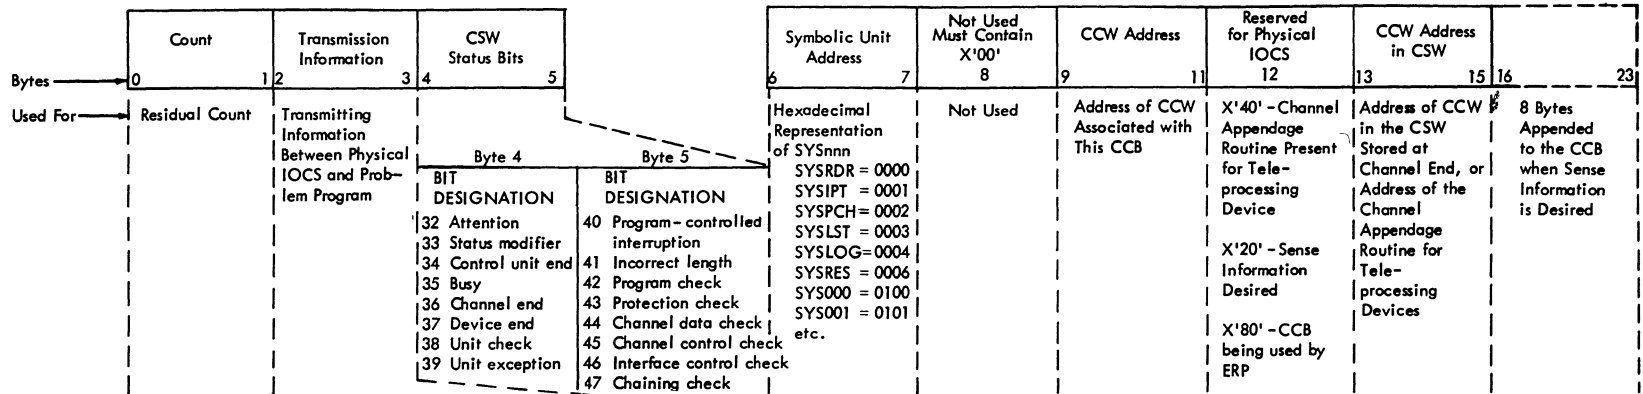 Count
Transmission
Information
CSW
Status Bits
Symbolic Unit
Address
Not Used
Must Contain
X'00'
CCW Address
Reserved
for Physical
IOCS
CCW Address
in CSW
Bytes
0 1 2 3 4 5 6 7 8 9 11 12 13 15 16 23
Used For
Residual Count
Transmitting
Information
Between Physical
IOCS and Prob-
lem Program
Byte 4
BIT
DESIGNATION
32 Attention
33 Status modifier
34 Control unit end
35 Busy
36 Channel end
37 Device end
38 Unit check
39 Unit exception
Byte 5
BIT
DESIGNATION
40 Program-controlled
interruption
41 Incorrect length
42 Program check
43 Protection check
44 Channel data check
45 Channel control check
46 Interface control check
47 Chaining check
Hexadecimal
Representation
of SYSnnn
SYSRDR = 0000
SYSIPT = 0001
SYSPCH = 0002
SYSLST = 0003
SYSLOG = 0004
SYSRES = 0006
SYS000 = 0100
SYS001 = 0101
etc.
Not Used
Address of CCW
Associated with
This CCB
X'40' - Channel
Appendage
Routine Present
for Tele-
processing
Device
X'20' - Sense
Information
Desired
X'80' - CCB
being used by
ERP
Address of CCW
in the CSW
Stored at
Channel End, or
Address of the
Channel
Appendage
Routine for
Tele-
processing
Devices
8 Bytes
Appended
to the CCB
when Sense
Information
is Desired